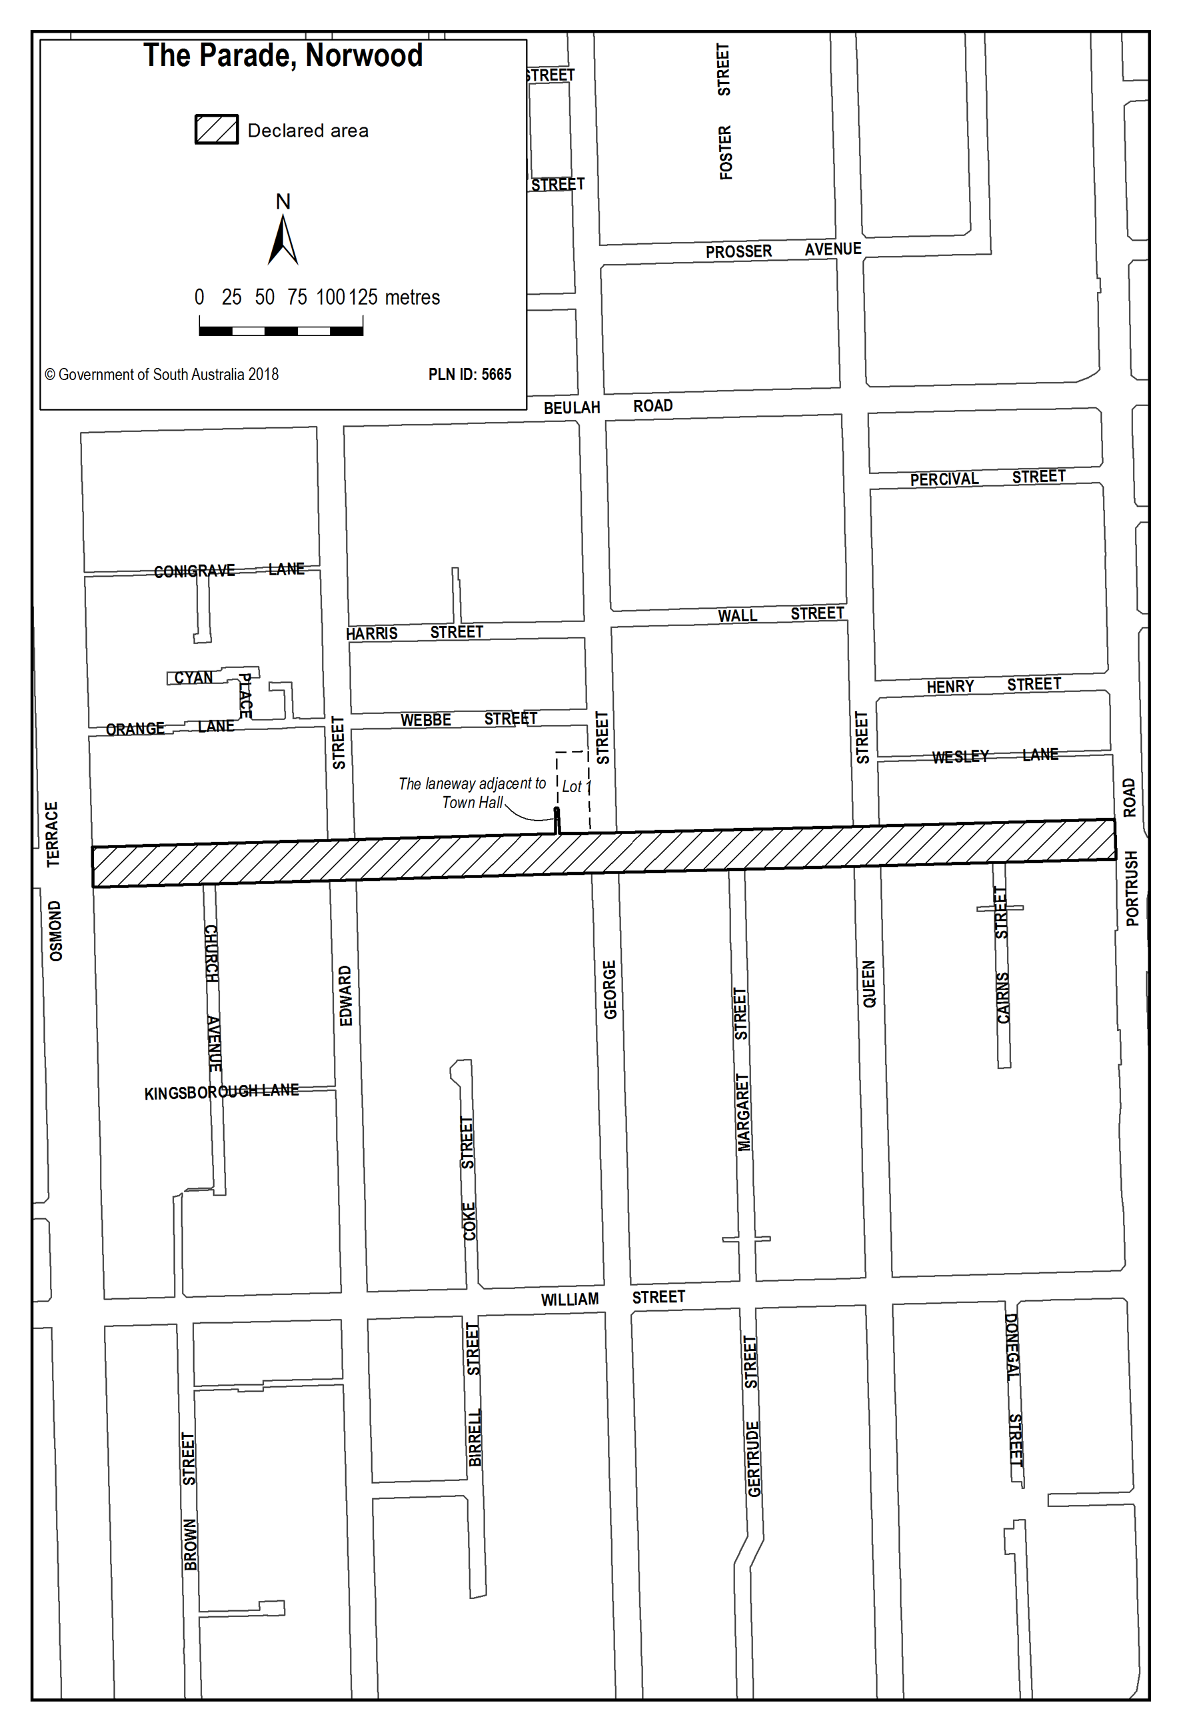 The Parade, Norwood
Declared area
N
0 25 50 75 100 125 metres
© Government of South Australia 2018
PLN ID: 5665
STREET
STREET
FOSTER STREET
PROSSER AVENUE
BEULAH ROAD
PERCIVAL STREET
CONIGRAVE LANE
HARRIS STREET
WALL STREET
CYAN PLACE
HENRY STREET
ORANGE LANE
WEBBE STREET
WESLEY LANE
The laneway adjacent to
Town Hall
Lot 1
OSMOND TERRACE
EDWARD STREET
GEORGE STREET
QUEEN STREET
PORTRUSH ROAD
CHURCH AVENUE
MARGARET STREET
CAIRNS STREET
KINGSBOROUGH LANE
COKE STREET
WILLIAM STREET
BROWN STREET
BIRRELL STREET
GERTRUDE STREET
DONEGAL STREET